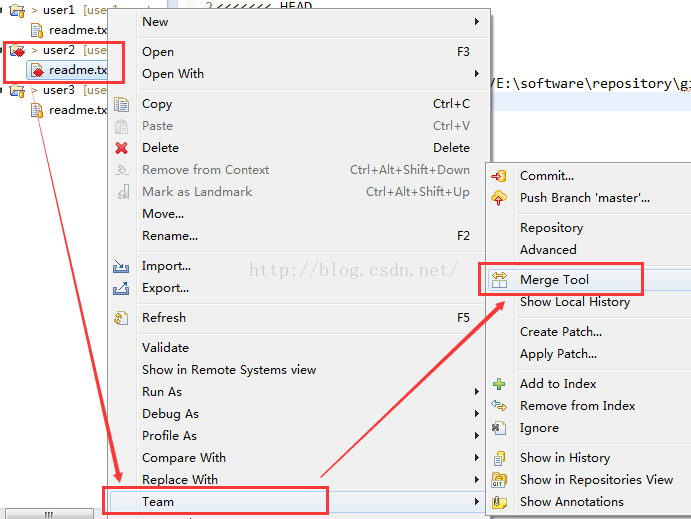 > user1 [use
readme.tx
> user2 [use
readme.tx
> user3 [use
readme.tx
2<<<<<<< HEAD
/E:\software\repository\gi
New
Open F3
Open With
Copy Ctrl+C
Paste Ctrl+V
Delete Delete
Remove from Context Ctrl+Alt+Shift+Down
Mark as Landmark Ctrl+Alt+Shift+Up
Move...
Rename... F2
Import...
Export...
Refresh F5
Validate
Show in Remote Systems view
Run As
Debug As
Profile As
Compare With
Replace With
Team
Commit...
Push Branch 'master'...
Repository
Advanced
Merge Tool
Show Local History
Create Patch...
Apply Patch...
Add to Index
Remove from Index
Ignore
Show in History
GIT Show in Repositories View
Show Annotations
http://blog.csdn.net/